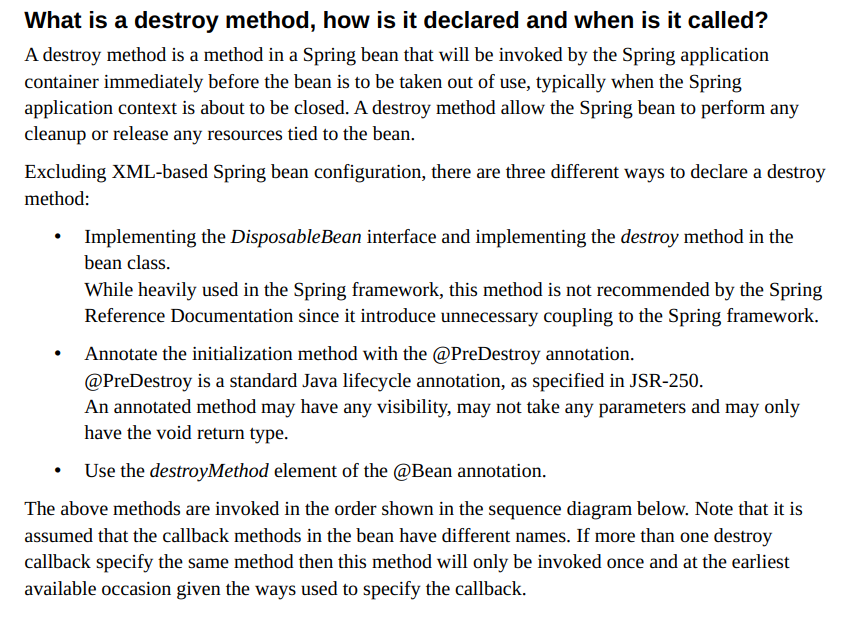 What is a destroy method, how is it declared and when is it called?
A destroy method is a method in a Spring bean that will be invoked by the Spring application
container immediately before the bean is to be taken out of use, typically when the Spring
application context is about to be closed. A destroy method allow the Spring bean to perform any
cleanup or release any resources tied to the bean.
Excluding XML-based Spring bean configuration, there are three different ways to declare a destroy
method:
• Implementing the DisposableBean interface and implementing the destroy method in the
bean class.
While heavily used in the Spring framework, this method is not recommended by the Spring
Reference Documentation since it introduce unnecessary coupling to the Spring framework.
• Annotate the initialization method with the @PreDestroy annotation.
@PreDestroy is a standard Java lifecycle annotation, as specified in JSR-250.
An annotated method may have any visibility, may not take any parameters and may only
have the void return type.
• Use the destroyMethod element of the @Bean annotation.
The above methods are invoked in the order shown in the sequence diagram below. Note that it is
assumed that the callback methods in the bean have different names. If more than one destroy
callback specify the same method then this method will only be invoked once and at the earliest
available occasion given the ways used to specify the callback.